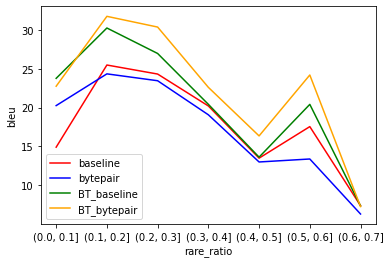 bleu
30
25
20
15
10
baseline
bytepair
BT_baseline
BT_bytepair
(0.0, 0.1] (0.1, 0.2] (0.2, 0.3] (0.3, 0.4] (0.4, 0.5] (0.5, 0.6] (0.6, 0.7]
rare_ratio